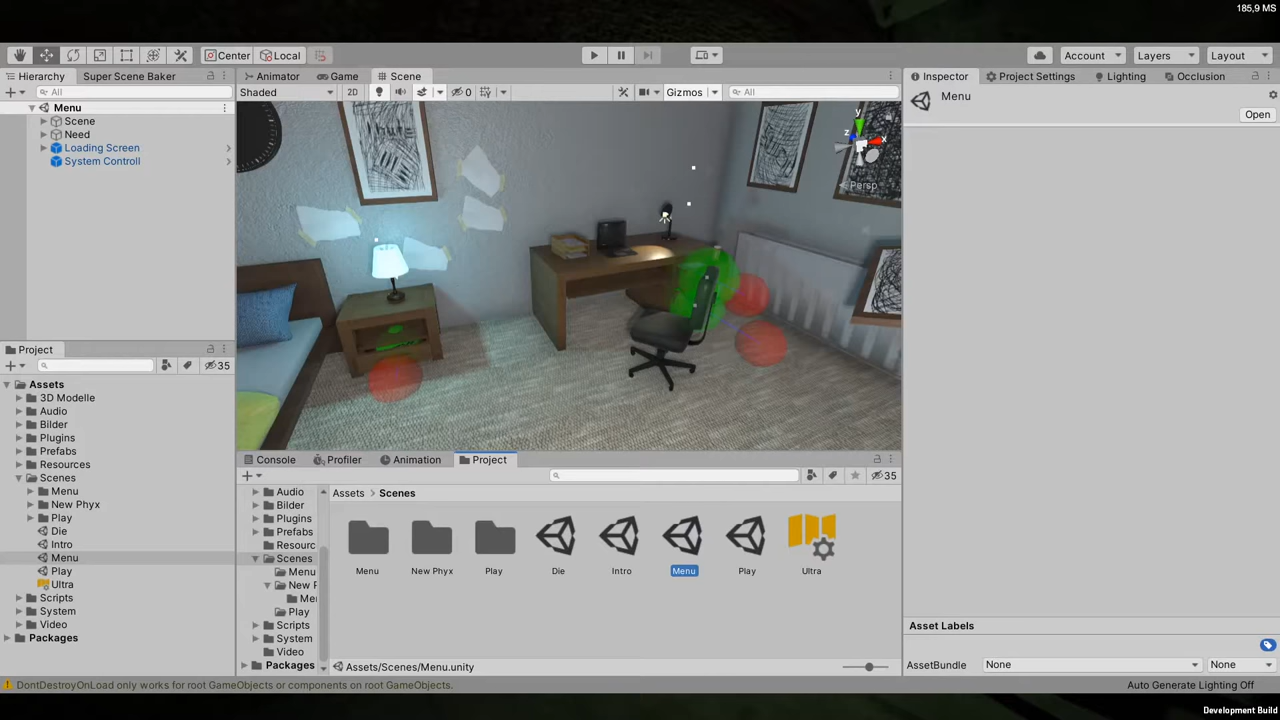 185,9 MS
Center
Local
Account
Layers
Layout
Hierarchy
Super Scene Baker
All
Menu
Scene
Need
Loading Screen
System Controll
Animator
Game
Scene
Shaded
2D
0
Gizmos
All
y
z
x
Persp
Inspector
Project Settings
Lighting
Occlusion
Menu
Open
Project
35
Assets
3D Modelle
Audio
Bilder
Plugins
Prefabs
Resources
Scenes
Menu
New Phyx
Play
Die
Intro
Menu
Play
Ultra
Scripts
System
Video
Packages
Console
Profiler
Animation
Project
35
Audio
Bilder
Plugins
Prefabs
Resourc
Scenes
Menu
New F
Me
Play
Scripts
System
Video
Packages
Assets > Scenes
Menu
New Phyx
Play
Die
Intro
Menu
Play
Ultra
Assets/Scenes/Menu.unity
Asset Labels
AssetBundle
None
None
DontDestroyOnLoad only works for root GameObjects or components on root GameObjects.
Auto Generate Lighting Off
Development Build